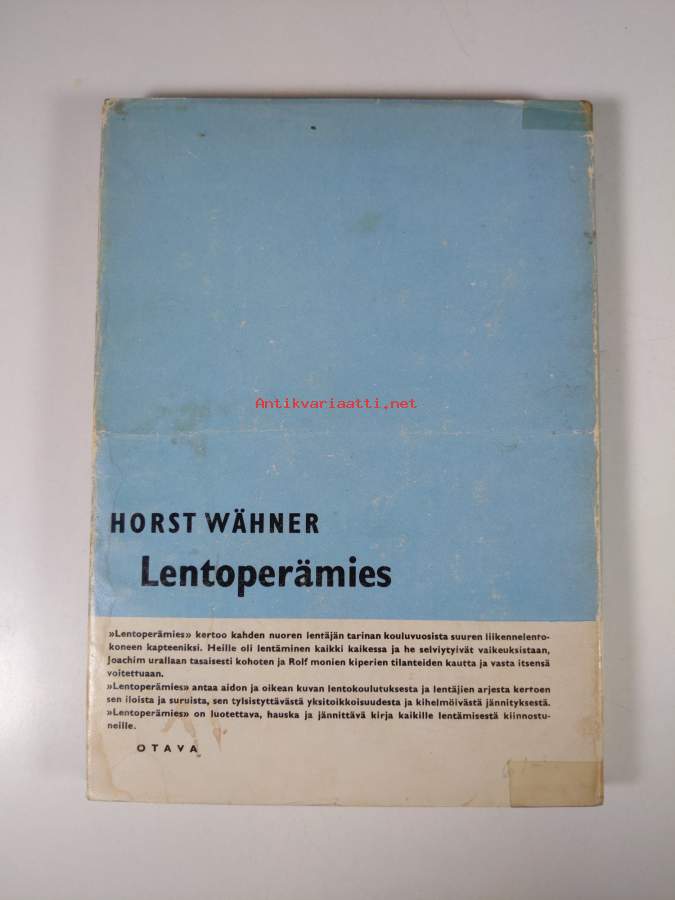 Antikvariaatti.net
HORST WÄHNER
Lentoperämies
»Lentoperämies» kertoo kahden nuoren lentäjän tarinan kouluvuosista suuren liikennelento-
koneen kapteeniksi. Heille oli lentäminen kaikki kaikessa ja he selviytyivät vaikeuksistaan,
Joachim urallaan tasaisesti kohoten ja Rolf monien kiperien tilanteiden kautta ja vasta itsensä
voitettuaan.
»Lentoperämies» antaa aidon ja oikean kuvan lentokoulutuksesta ja lentäjien arjesta kertoen
sen iloista ja suruista, sen tylsistyttävästä yksitoikkoisuudesta ja kihelmöivästä jännityksestä.
»Lentoperämies» on luotettava, hauska ja jännittävä kirja kaikille lentämisestä kiinnostu-
neille.
OTAVA